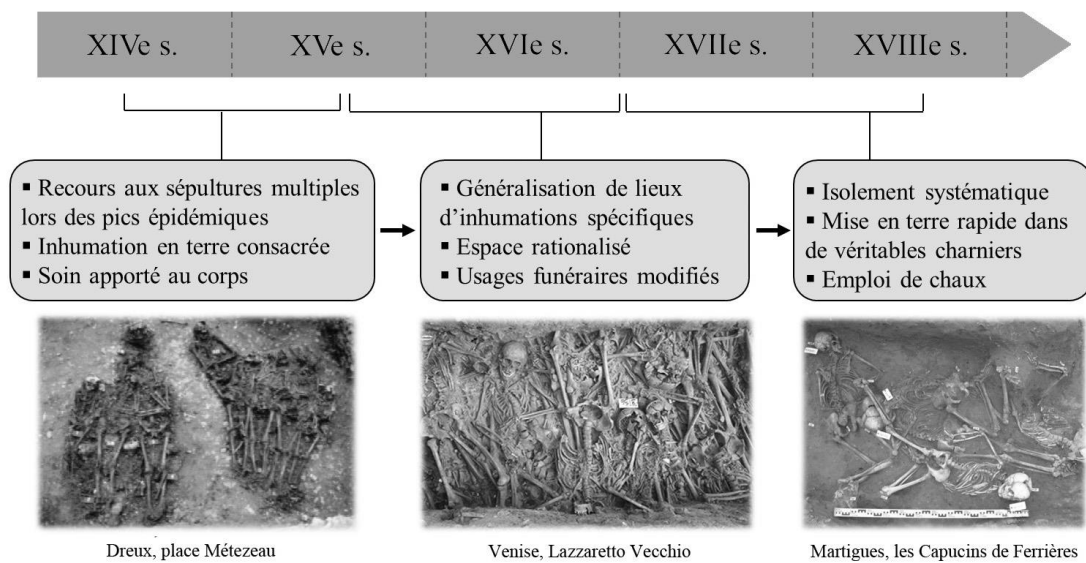 XIVe s.
XVe s.
XVIe s.
XVIIe s.
XVIIIe s.
▪ Recours aux sépultures multiples
lors des pics épidémiques
▪ Inhumation en terre consacrée
▪ Soin apporté au corps
▪ Généralisation de lieux
d’inhumations spécifiques
▪ Espace rationalisé
▪ Usages funéraires modifiés
▪ Isolement systématique
▪ Mise en terre rapide dans
de véritables charniers
▪ Emploi de chaux
Dreux, place Métezeau
Venise, Lazzaretto Vecchio
Martigues, les Capucins de Ferrières